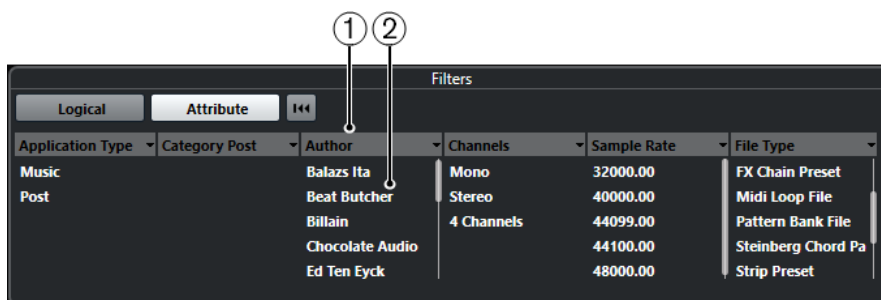 1 2
Filters
Logical Attribute
Application Type Category Post Author Channels Sample Rate File Type
Music Balazs Ita Mono 32000.00 FX Chain Preset
Post Beat Butcher Stereo 40000.00 Midi Loop File
Billain 4 Channels 44099.00 Pattern Bank File
Chocolate Audio 44100.00 Steinberg Chord Pa
Ed Ten Eyck 48000.00 Strip Preset